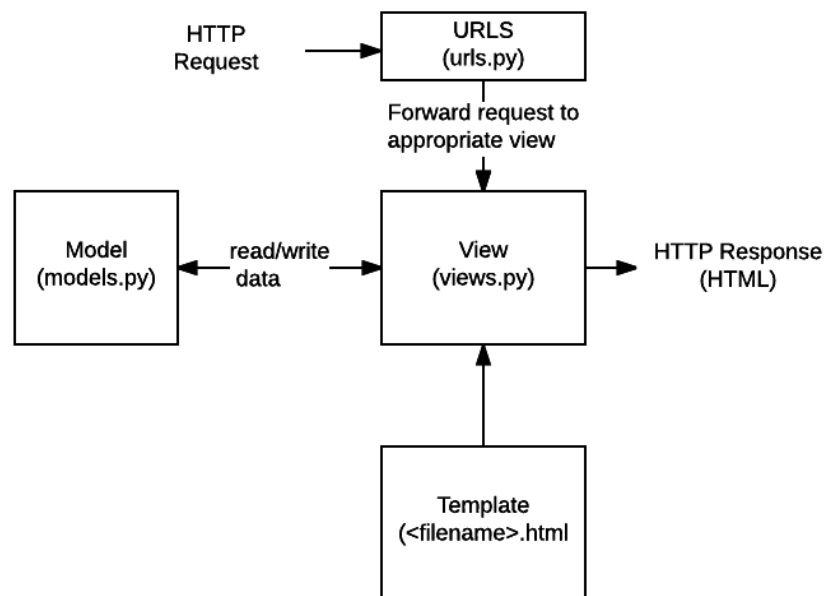 HTTP
Request
URLS
(urls.py)
Forward request to
appropriate view
Model
(models.py)
read/write
data
View
(views.py)
HTTP Response
(HTML)
Template
(<filename>.html